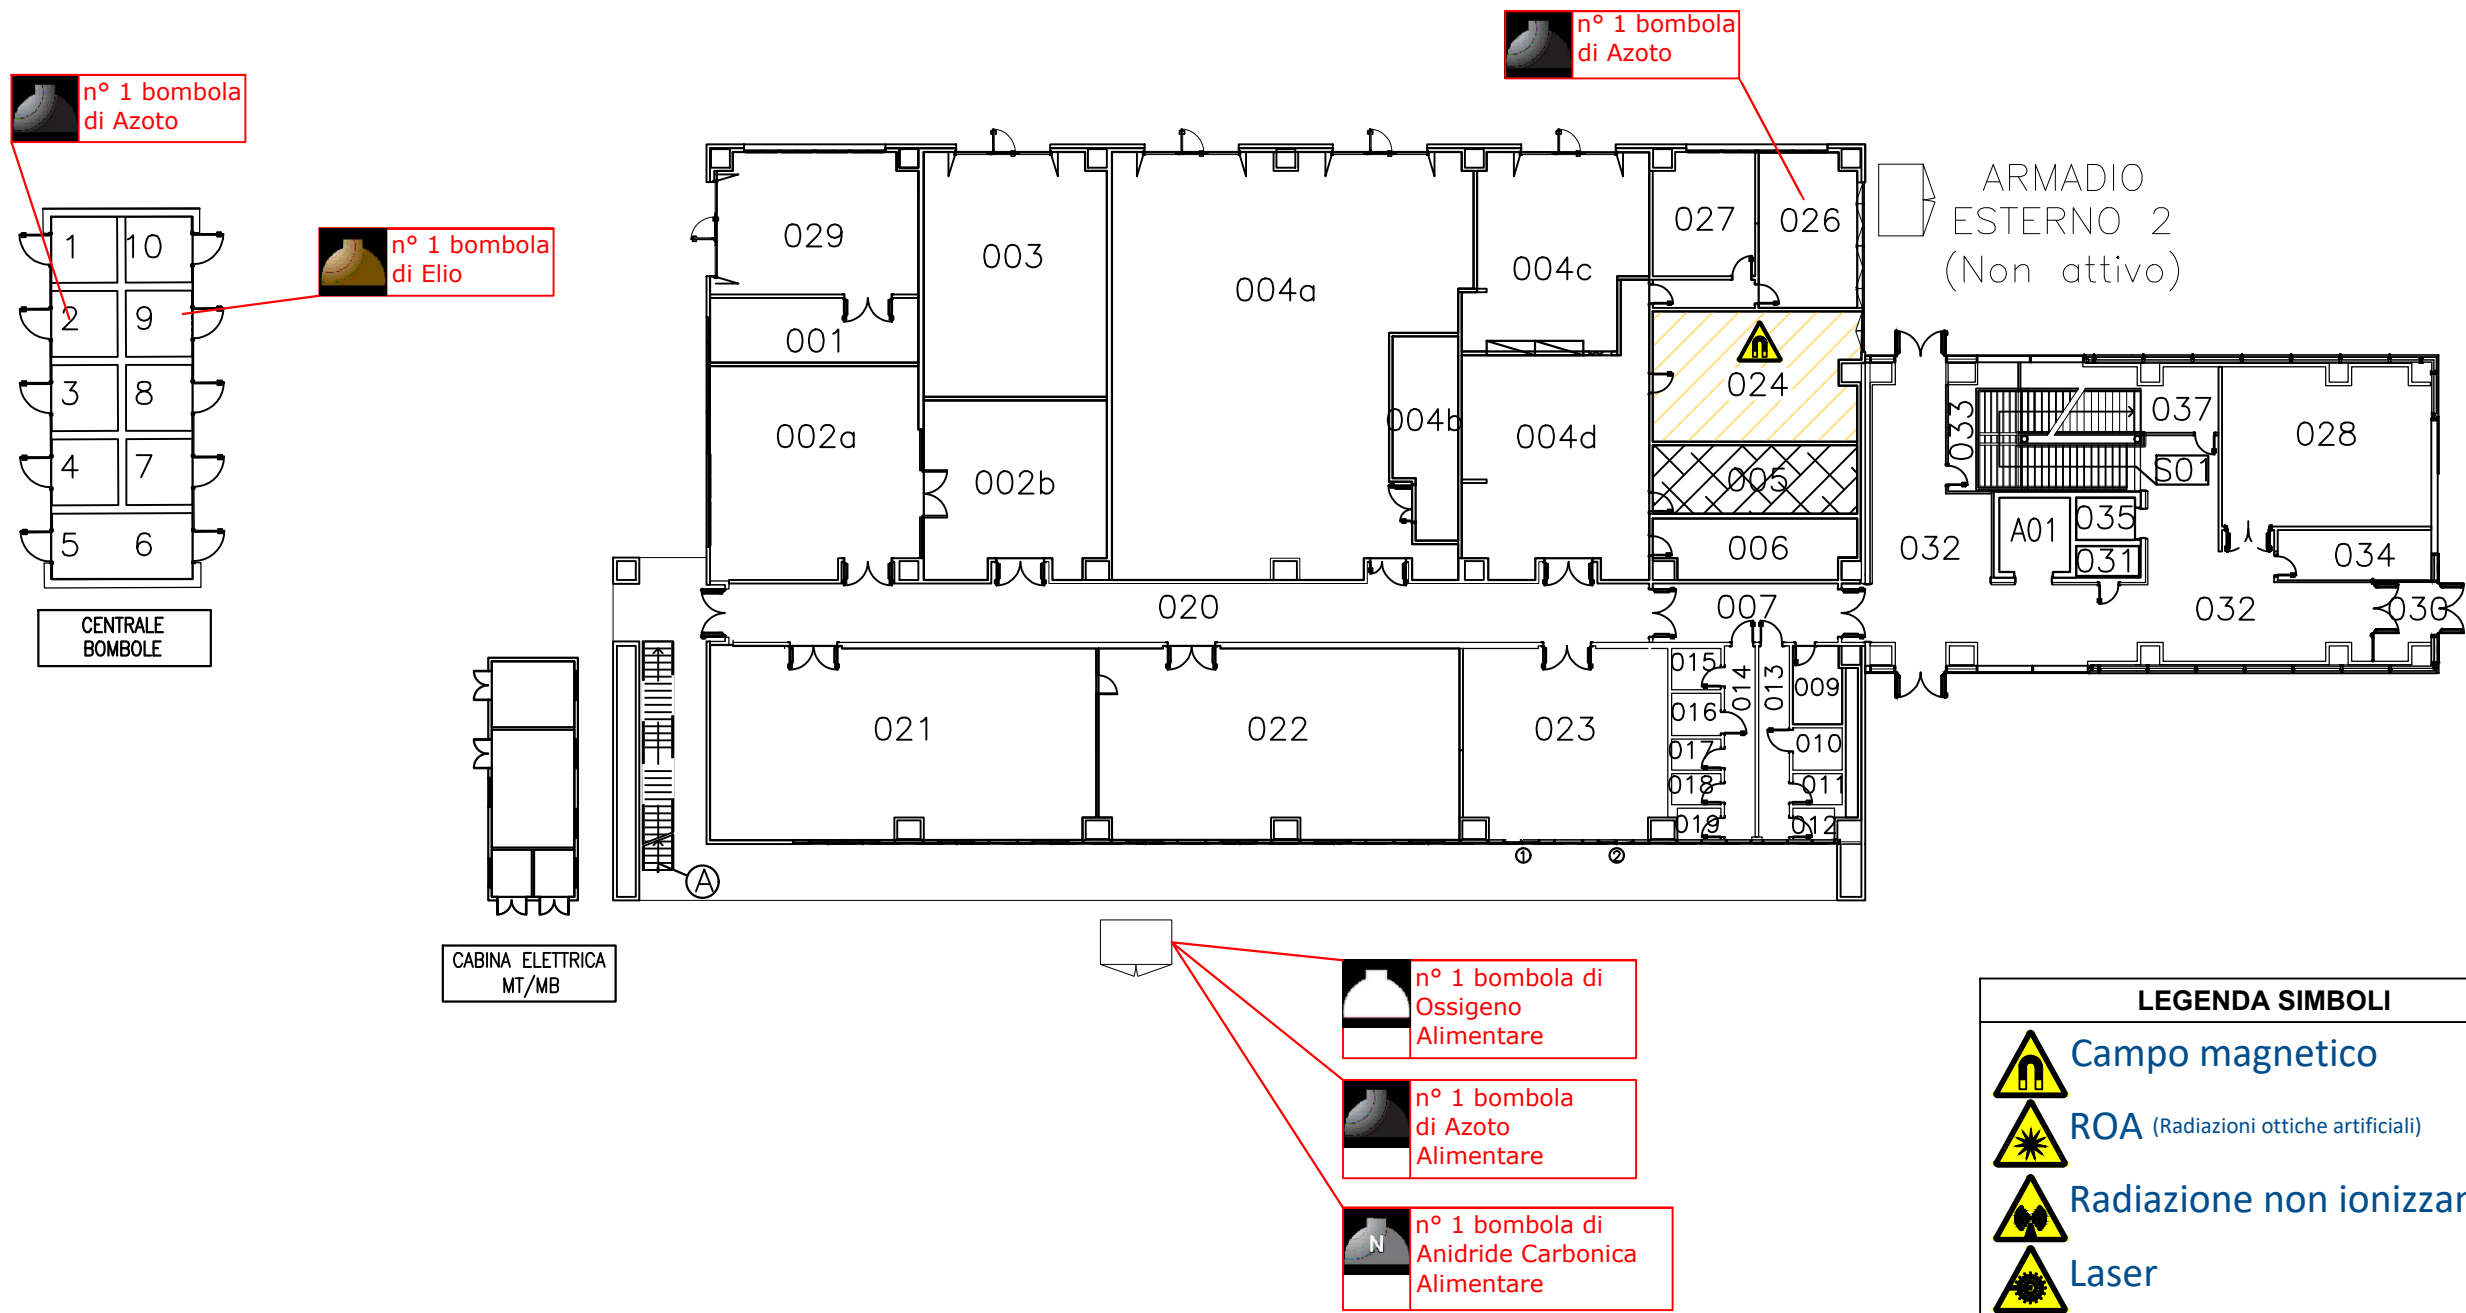 n° 1 bombola
di Azoto
n° 1 bombola
di Azoto
n° 1 bombola
di Elio
ARMADIO
ESTERNO 2
(Non attivo)
1
10
2
9
3
8
4
7
5
6
CENTRALE
BOMBOLE
029
003
004a
004c
027
026
001
002a
002b
004b
004d
024
005
006
033
037
028
S01
A01
035
031
034
032
032
030
020
007
021
022
023
015
016
017
018
019
014
013
009
010
011
012
1
2
A
CABINA ELETTRICA
MT/MB
n° 1 bombola di
Ossigeno
Alimentare
n° 1 bombola
di Azoto
Alimentare
N
n° 1 bombola di
Anidride Carbonica
Alimentare
LEGENDA SIMBOLI
Campo magnetico
ROA (Radiazioni ottiche artificiali)
Radiazione non
Laser